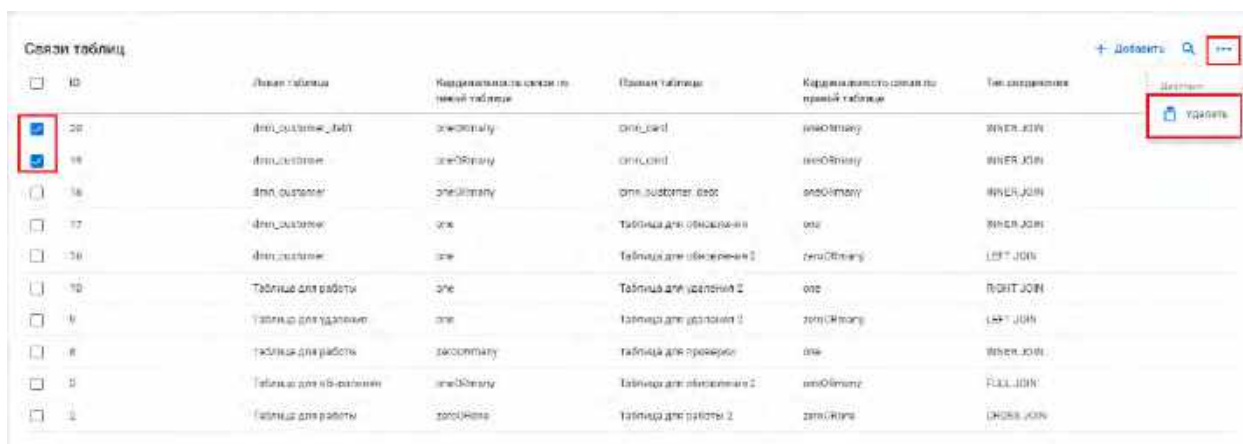 Связи таблиц
+ Добавить
ID Левая таблица Кардинальность связи по левой таблице Правая таблица Кардинальность связи по правой таблице Тип соединения
Действия
Удалить
20 dmn_customer_debt oneORmany dmn_card oneORmany INNER JOIN
19 dmn_customer oneORmany dmn_card oneORmany INNER JOIN
dmn_customer oneORmany dmn_customer_debt oneORmany INNER JOIN
17 dmn_customer one Таблица для обновления one INNER JOIN
dmn_customer one Таблица для обновления 2 zeroORmany LEFT JOIN
10 Таблица для работы one Таблица для удаления 2 one RIGHT JOIN
Таблица для удаления one Таблица для удаления 2 zeroORmany LEFT JOIN
Таблица для работы zeroORmany Таблица для проверки one INNER JOIN
Таблица для обновления oneORmany Таблица для обновления 2 oneORmany FULL JOIN
2 Таблица для работы zeroORone Таблица для работы 2 zeroORone CROSS JOIN